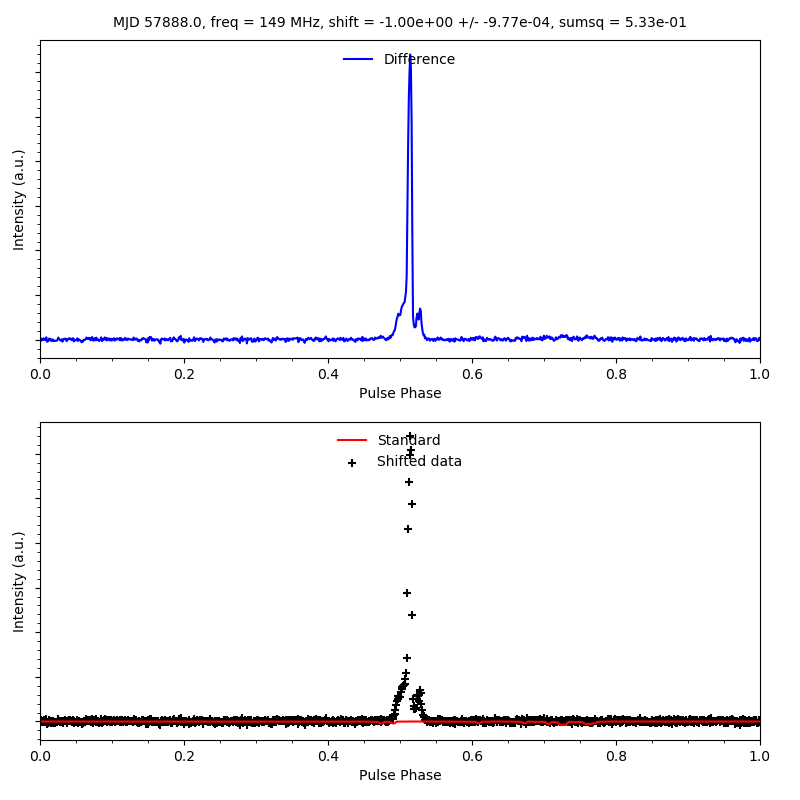 MJD 57888.0, freq = 149 MHz, shift = -1.00e+00 +/- -9.77e-04, sumsq = 5.33e-01
Difference
Intensity (a.u.)
0.0 0.2 0.4 0.6 0.8 1.0
Pulse Phase
Standard
Shifted data
Intensity (a.u.)
0.0 0.2 0.4 0.6 0.8 1.0
Pulse Phase